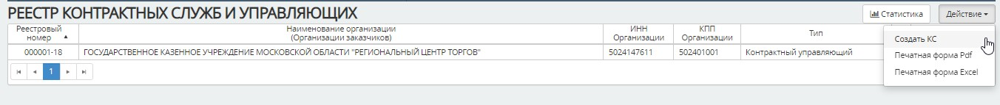 РЕЕСТР КОНТРАКТНЫХ СЛУЖБ И УПРАВЛЯЮЩИХ
Статистика
Действие
Реестровый номер
Наименование организации (Организации заказчиков)
ИНН Организации
КПП Организации
Тип
000001-18
ГОСУДАРСТВЕННОЕ КАЗЕННОЕ УЧРЕЖДЕНИЕ МОСКОВСКОЙ ОБЛАСТИ "РЕГИОНАЛЬНЫЙ ЦЕНТР ТОРГОВ"
5024147611
502401001
Контрактный управляющий
Создать КС
Печатная форма Pdf
Печатная форма Excel
1